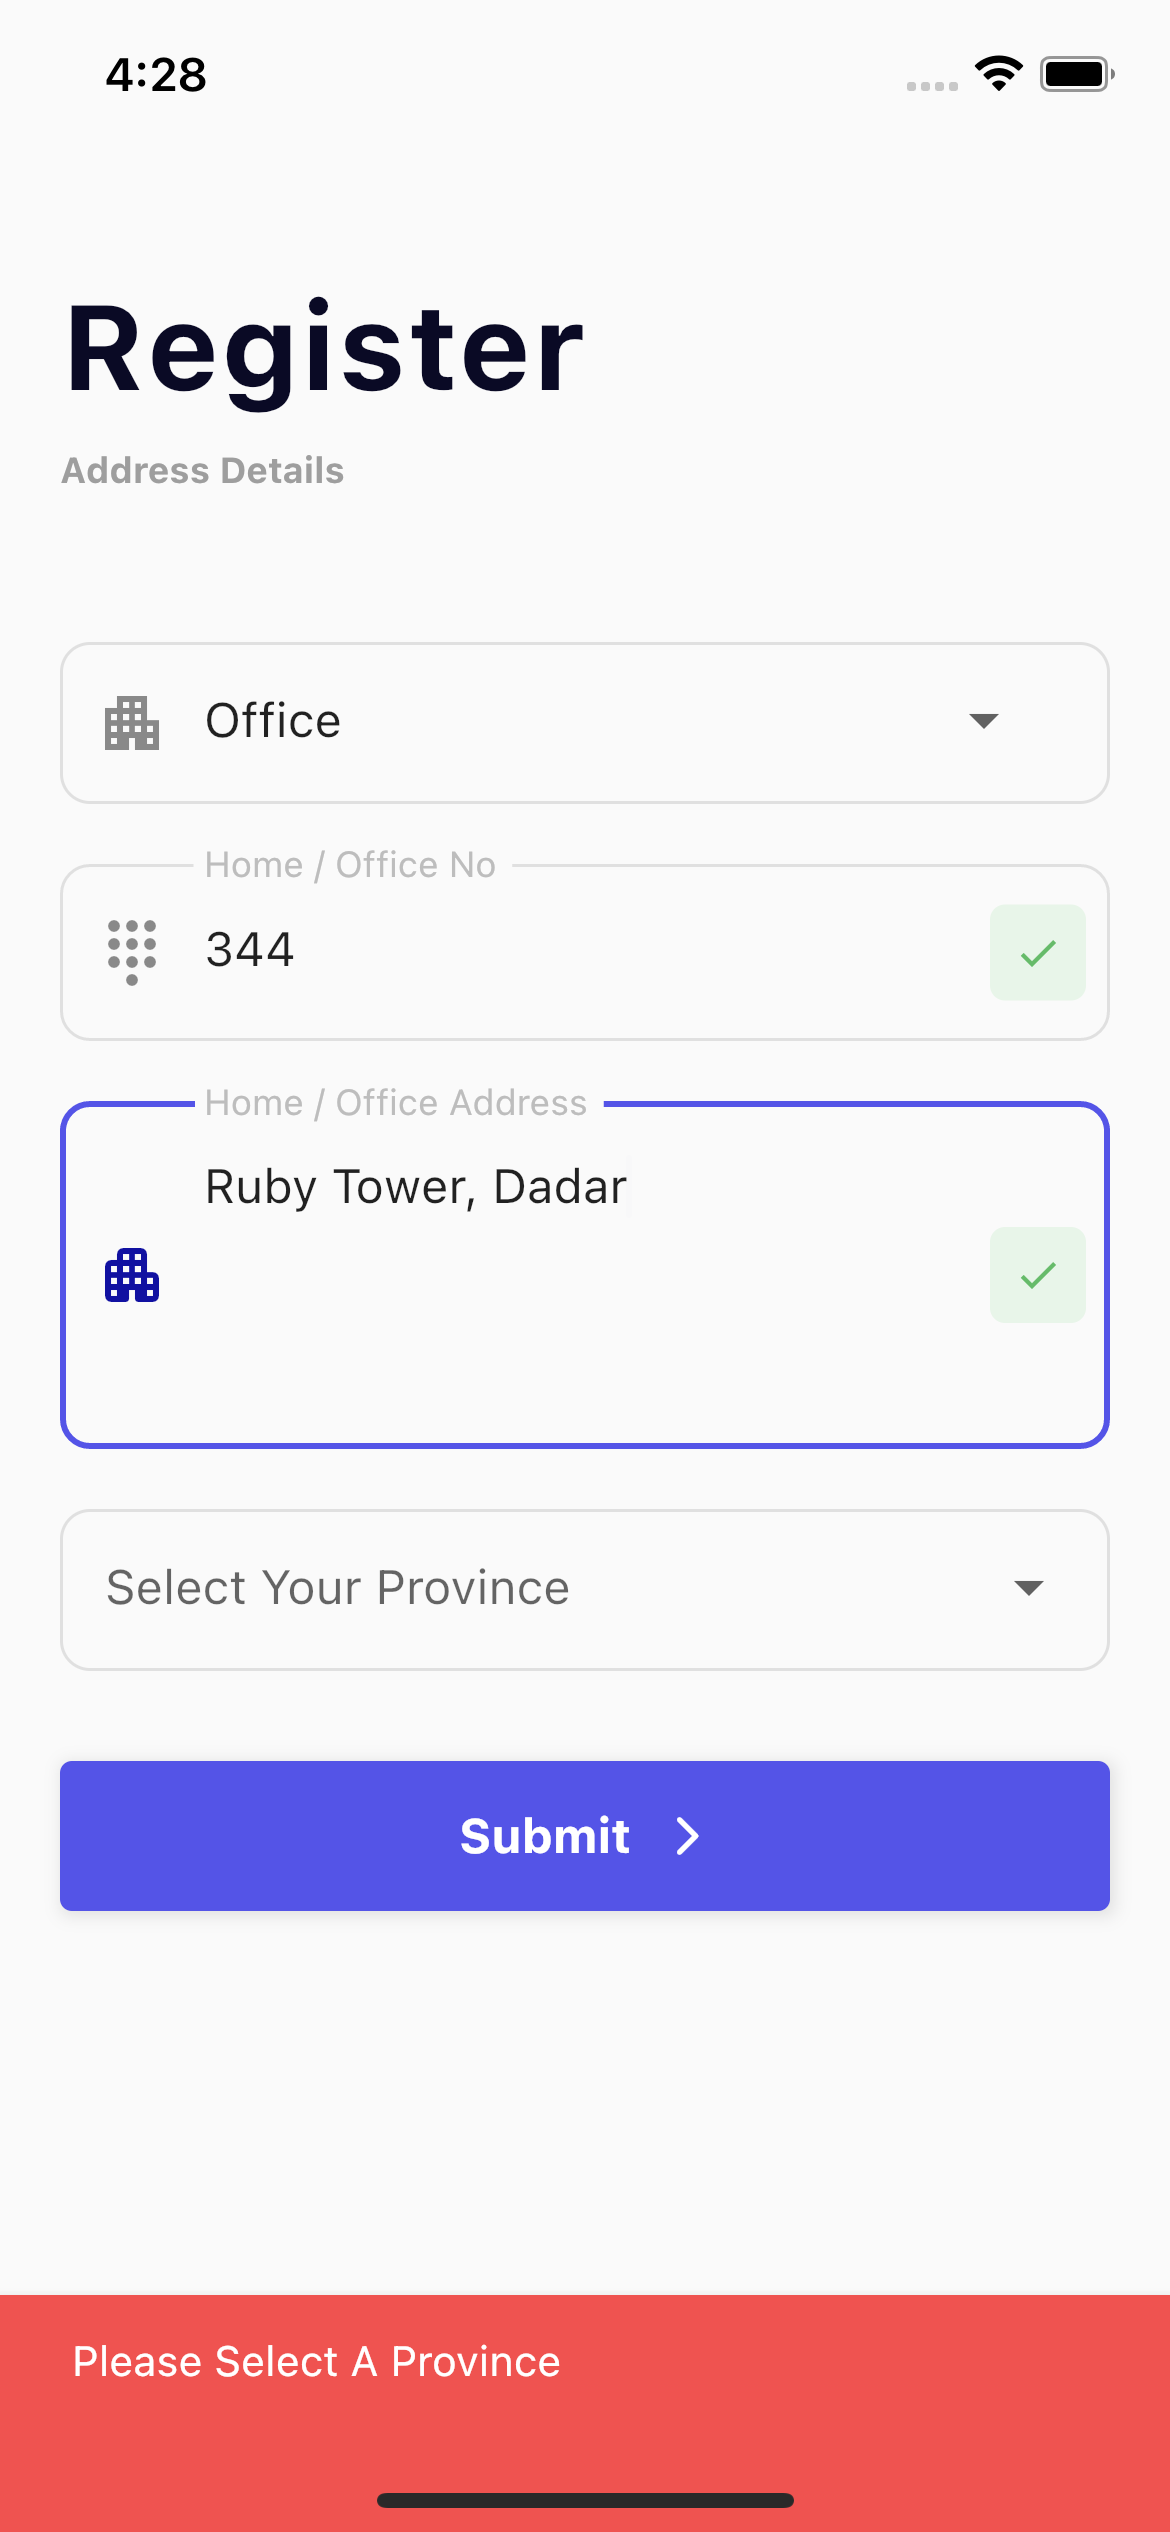 4:28
Register
Address Details
Office
Home / Office No
344
Home / Office Address
Ruby Tower, Dadar
Select Your Province
Submit
Please Select A Province